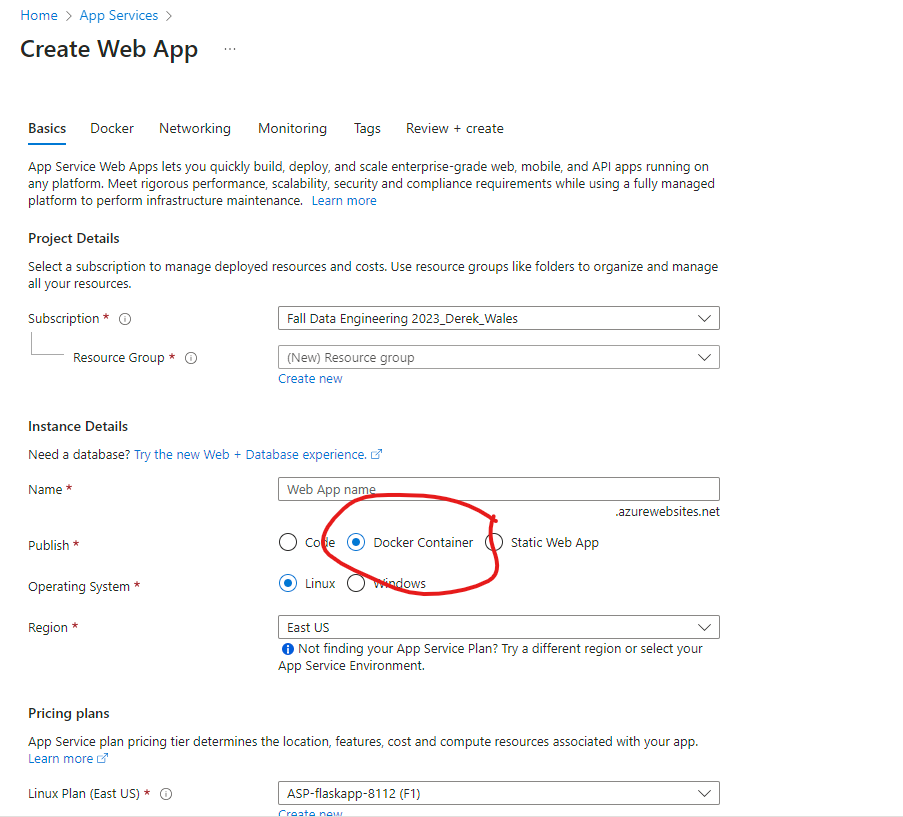 Home > App Services >
Create Web App ...
Basics Docker Networking Monitoring Tags Review + create
App Service Web Apps lets you quickly build, deploy, and scale enterprise-grade web, mobile, and API apps running on
any platform. Meet rigorous performance, scalability, security and compliance requirements while using a fully managed
platform to perform infrastructure maintenance. Learn more
Project Details
Select a subscription to manage deployed resources and costs. Use resource groups like folders to organize and manage
all your resources.
Subscription * Fall Data Engineering 2023_Derek_Wales
Resource Group * (New) Resource group
Create new
Instance Details
Need a database? Try the new Web + Database experience.
Name * Web App name
.azurewebsites.net
Publish * Code Docker Container Static Web App
Operating System * Linux Windows
Region * East US
Not finding your App Service Plan? Try a different region or select your
App Service Environment.
Pricing plans
App Service plan pricing tier determines the location, features, cost and compute resources associated with your app.
Learn more
Linux Plan (East US) * ASP-flaskapp-8112 (F1)
Create new